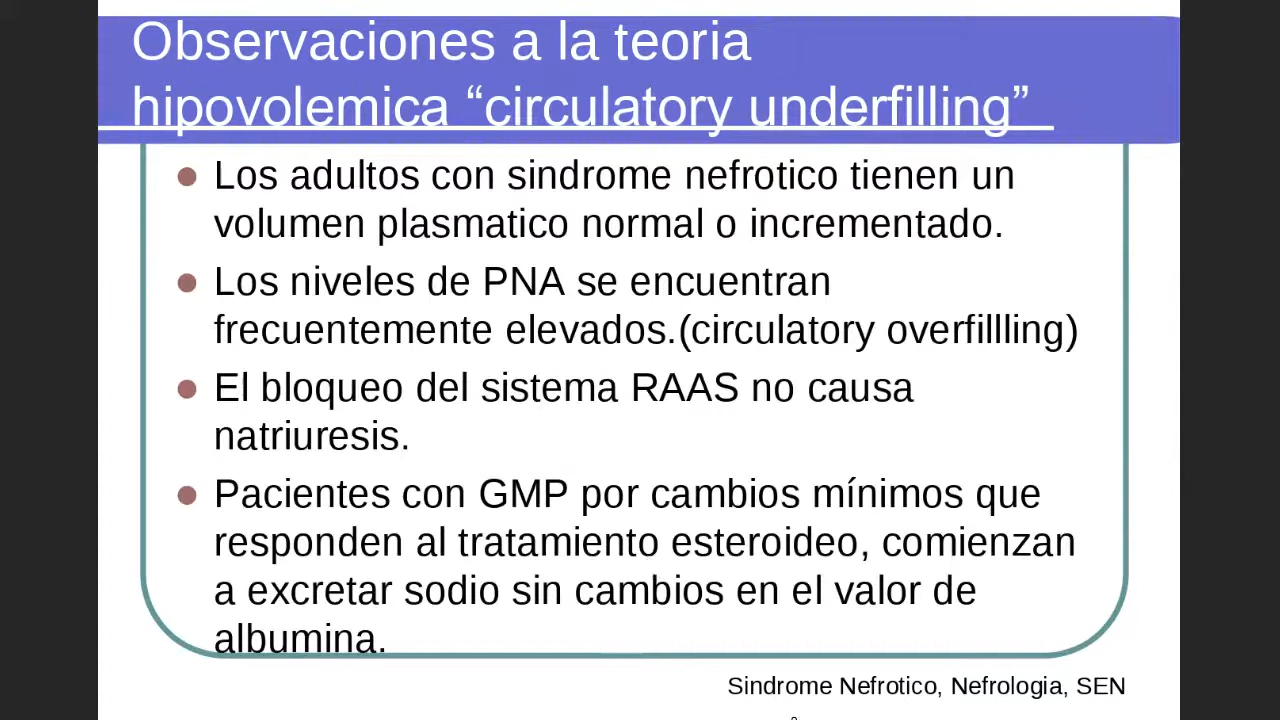 Observaciones a la teoria
hipovolemica “circulatory underfilling”
Los adultos con sindrome nefrotico tienen un
volumen plasmatico normal o incrementado.
Los niveles de PNA se encuentran
frecuentemente elevados.(circulatory overfillling)
El bloqueo del sistema RAAS no causa
natriuresis.
Pacientes con GMP por cambios mínimos que
responden al tratamiento esteroideo, comienzan
a excretar sodio sin cambios en el valor de
albumina.
Sindrome Nefrotico, Nefrologia, SEN